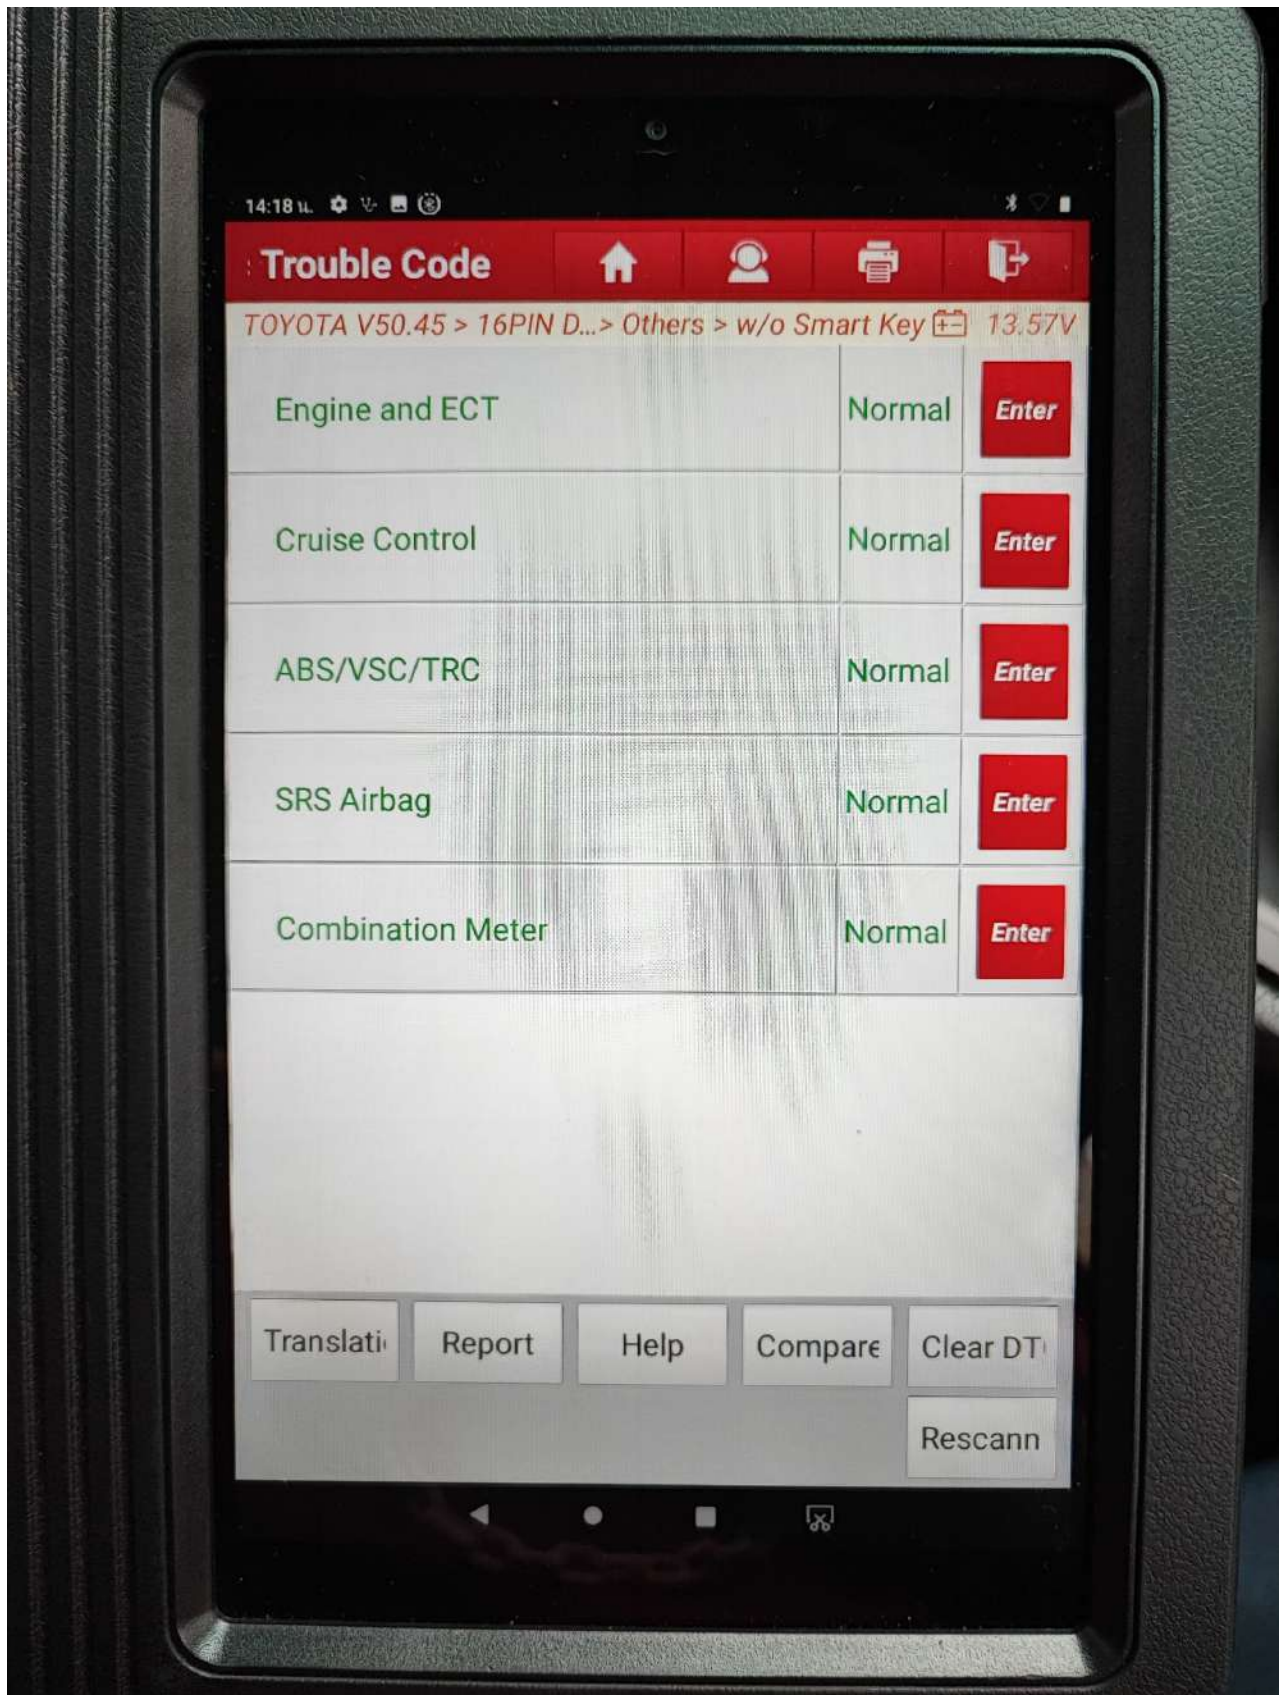 14:18 น.
Trouble Code
TOYOTA V50.45 > 16PIN D...> Others > w/o Smart Key 13.57V
Engine and ECT Normal Enter
Cruise Control Normal Enter
ABS/VSC/TRC Normal Enter
SRS Airbag Normal Enter
Combination Meter Normal Enter
Translati Report Help Compare Clear DT
Rescann